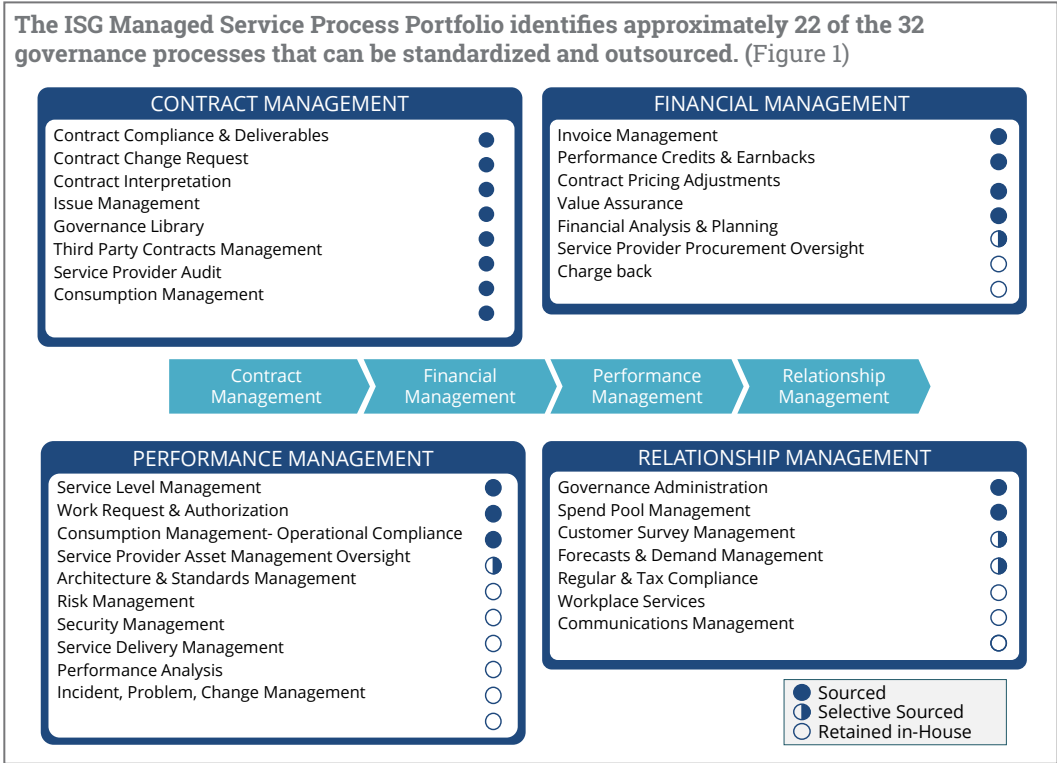 The ISG Managed Service Process Portfolio identifies approximately 22 of the 32
governance processes that can be standardized and outsourced. (Figure 1)
CONTRACT MANAGEMENT
Contract Compliance & Deliverables
Contract Change Request
Contract Interpretation
Issue Management
Governance Library
Third Party Contracts Management
Service Provider Audit
Consumption Management
FINANCIAL MANAGEMENT
Invoice Management
Performance Credits & Earnbacks
Contract Pricing Adjustments
Value Assurance
Financial Analysis & Planning
Service Provider Procurement Oversight
Charge back
Contract
Management
Financial
Management
Performance
Management
Relationship
Management
PERFORMANCE MANAGEMENT
Service Level Management
Work Request & Authorization
Consumption Management- Operational Compliance
Service Provider Asset Management Oversight
Architecture & Standards Management
Risk Management
Security Management
Service Delivery Management
Performance Analysis
Incident, Problem, Change Management
RELATIONSHIP MANAGEMENT
Governance Administration
Spend Pool Management
Customer Survey Management
Forecasts & Demand Management
Regular & Tax Compliance
Workplace Services
Communications Management
Sourced
Selective Sourced
Retained in-House